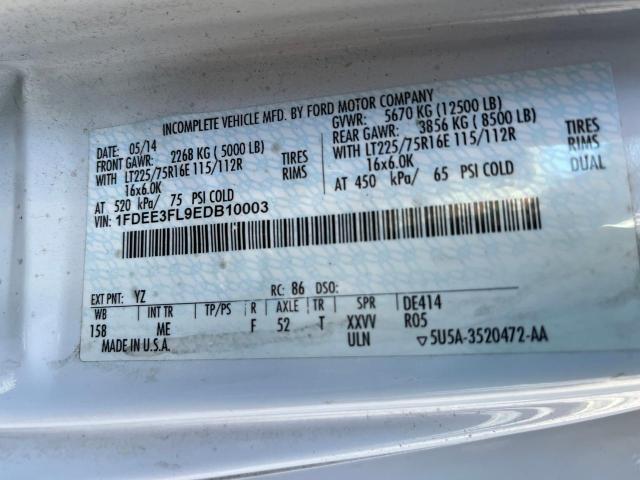 INCOMPLETE VEHICLE MFD. BY FORD MOTOR COMPANY
DATE: 05/14 GVWR: 5670 KG (12500 LB)
FRONT GAWR: 2268 KG ( 5000 LB) REAR GAWR: 3856 KG ( 8500 LB)
WITH LT225/75R16E 115/112R TIRES WITH LT225/75R16E 115/112R TIRES
16x6.0K RIMS 16x6.0K RIMS
AT 520 kPa/ 75 PSI COLD AT 450 kPa/ 65 PSI COLD DUAL
VIN: 1FDEE3FL9EDB10003
EXT PNT: YZ RC: 86 DSO:
WB INT TR TP/PS R AXLE TR SPR DE414
158 ME F 52 T XXVV R05
MADE IN U.S.A. ULN ▽5U5A-3520472-AA